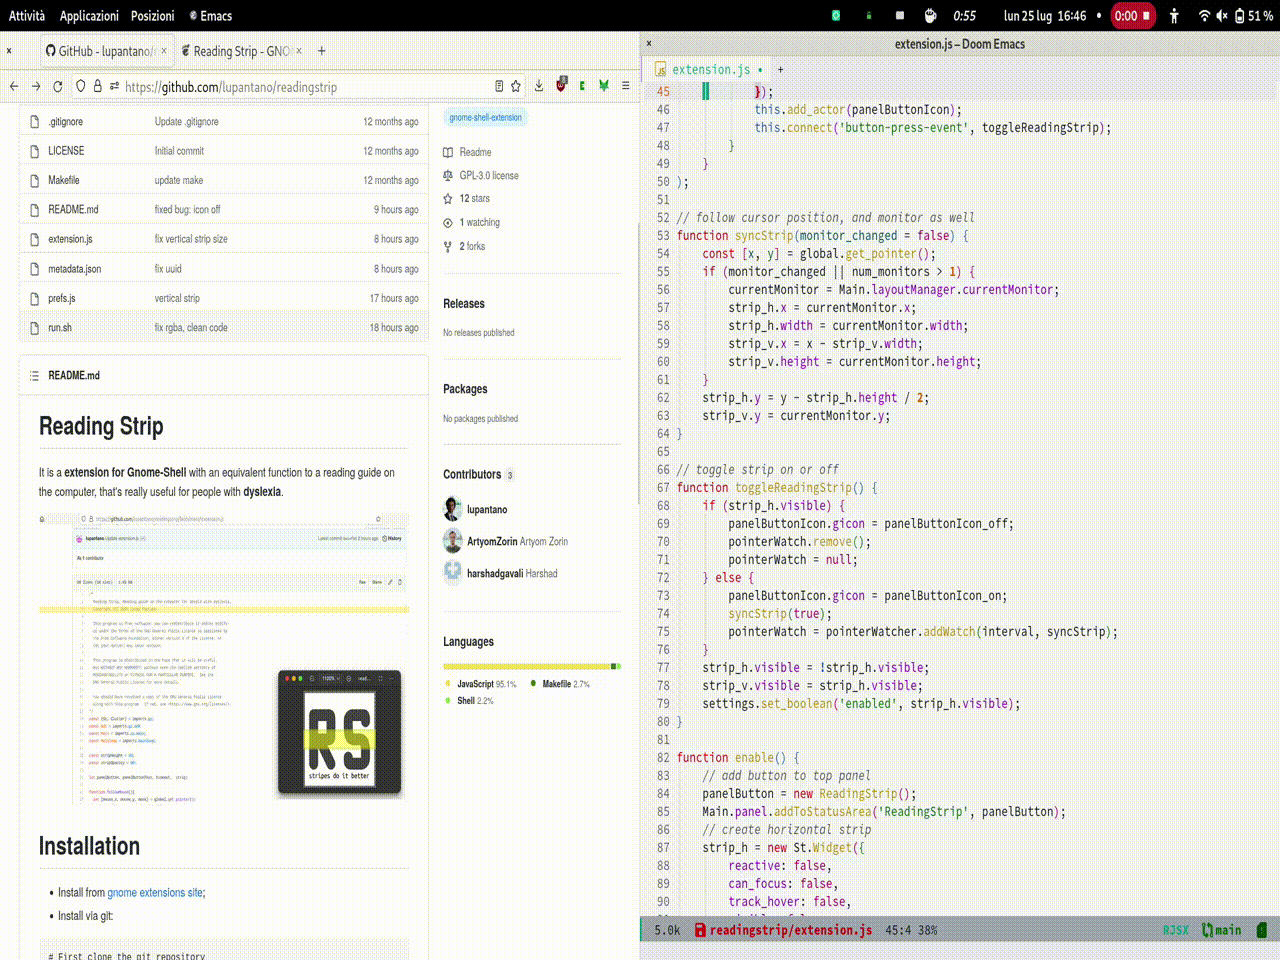 Attività Applicazioni Posizioni Emacs 0:55 lun 25 lug 16:46 0:00 51 %
GitHub - lupantano/r
Reading Strip - GNO
https://github.com/lupantano/readingstrip
.gitignore Update .gitignore 12 months ago
LICENSE Initial commit 12 months ago
Makefile update make 12 months ago
README.md fixed bug: icon off 9 hours ago
extension.js fix vertical strip size 8 hours ago
metadata.json fix uuid 8 hours ago
prefs.js vertical strip 17 hours ago
run.sh fix rgba, clean code 18 hours ago
README.md
Reading Strip
It is a extension for Gnome-Shell with an equivalent function to a reading guide on
the computer, that's really useful for people with dyslexia.
RS
stripes do it better
Installation
• Install from gnome extensions site;
• Install via git:
# First clone the git repository
gnome-shell-extension
Readme
GPL-3.0 license
12 stars
1 watching
2 forks
Releases
No releases published
Packages
No packages published
Contributors 3
lupantano
ArtyomZorin Artyom Zorin
harshadgavali Harshad
Languages
JavaScript 95.1% Makefile 2.7%
Shell 2.2%
extension.js – Doom Emacs
extension.js
45 });
46 this.add_actor(panelButtonIcon);
47 this.connect('button-press-event', toggleReadingStrip);
48 }
49 }
50 );
51
52 // follow cursor position, and monitor as well
53 function syncStrip(monitor_changed = false) {
54 const [x, y] = global.get_pointer();
55 if (monitor_changed || num_monitors > 1) {
56 currentMonitor = Main.layoutManager.currentMonitor;
57 strip_h.x = currentMonitor.x;
58 strip_h.width = currentMonitor.width;
59 strip_v.x = x - strip_v.width;
60 strip_v.height = currentMonitor.height;
61 }
62 strip_h.y = y - strip_h.height / 2;
63 strip_v.y = currentMonitor.y;
64 }
65
66 // toggle strip on or off
67 function toggleReadingStrip() {
68 if (strip_h.visible) {
69 panelButtonIcon.gicon = panelButtonIcon_off;
70 pointerWatch.remove();
71 pointerWatch = null;
72 } else {
73 panelButtonIcon.gicon = panelButtonIcon_on;
74 syncStrip(true);
75 pointerWatch = pointerWatcher.addWatch(interval, syncStrip);
76 }
77 strip_h.visible = !strip_h.visible;
78 strip_v.visible = strip_h.visible;
79 settings.set_boolean('enabled', strip_h.visible);
80 }
81
82 function enable() {
83 // add button to top panel
84 panelButton = new ReadingStrip();
85 Main.panel.addToStatusArea('ReadingStrip', panelButton);
86 // create horizontal strip
87 strip_h = new St.Widget({
88 reactive: false,
89 can_focus: false,
90 track_hover: false,
5.0k readingstrip/extension.js 45:4 38% RJSX main